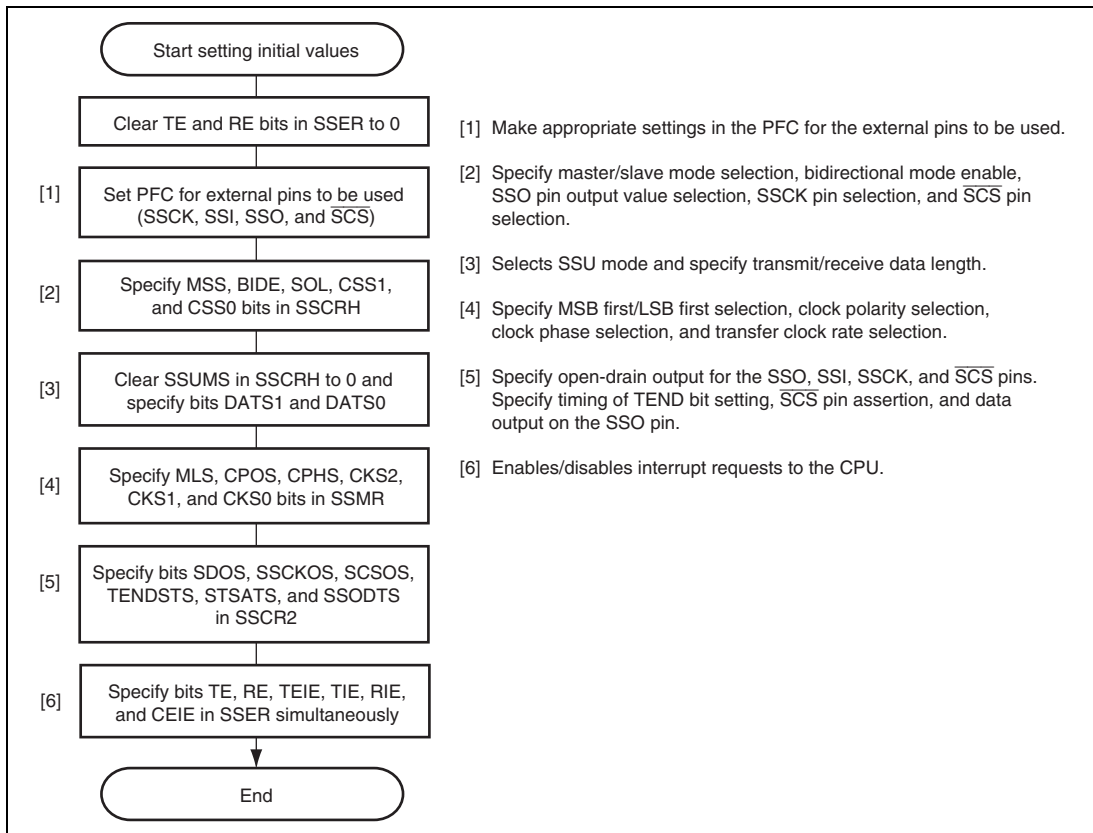 Start setting initial values
Clear TE and RE bits in SSER to 0
[1]
Set PFC for external pins to be used
(SSCK, SSI, SSO, and S̅C̅S̅)
[2]
Specify MSS, BIDE, SOL, CSS1,
and CSS0 bits in SSCRH
[3]
Clear SSUMS in SSCRH to 0 and
specify bits DATS1 and DATS0
[4]
Specify MLS, CPOS, CPHS, CKS2,
CKS1, and CKS0 bits in SSMR
[5]
Specify bits SDOS, SSCKOS, SCSOS,
TENDSTS, STSATS, and SSODTS
in SSCR2
[6]
Specify bits TE, RE, TEIE, TIE, RIE,
and CEIE in SSER simultaneously
End
[1] Make appropriate settings in the PFC for the external pins to be used.
[2] Specify master/slave mode selection, bidirectional mode enable,
SSO pin output value selection, SSCK pin selection, and S̅C̅S̅ pin
selection.
[3] Selects SSU mode and specify transmit/receive data length.
[4] Specify MSB first/LSB first selection, clock polarity selection,
clock phase selection, and transfer clock rate selection.
[5] Specify open-drain output for the SSO, SSI, SSCK, and S̅C̅S̅ pins.
Specify timing of TEND bit setting, S̅C̅S̅ pin assertion, and data
output on the SSO pin.
[6] Enables/disables interrupt requests to the CPU.